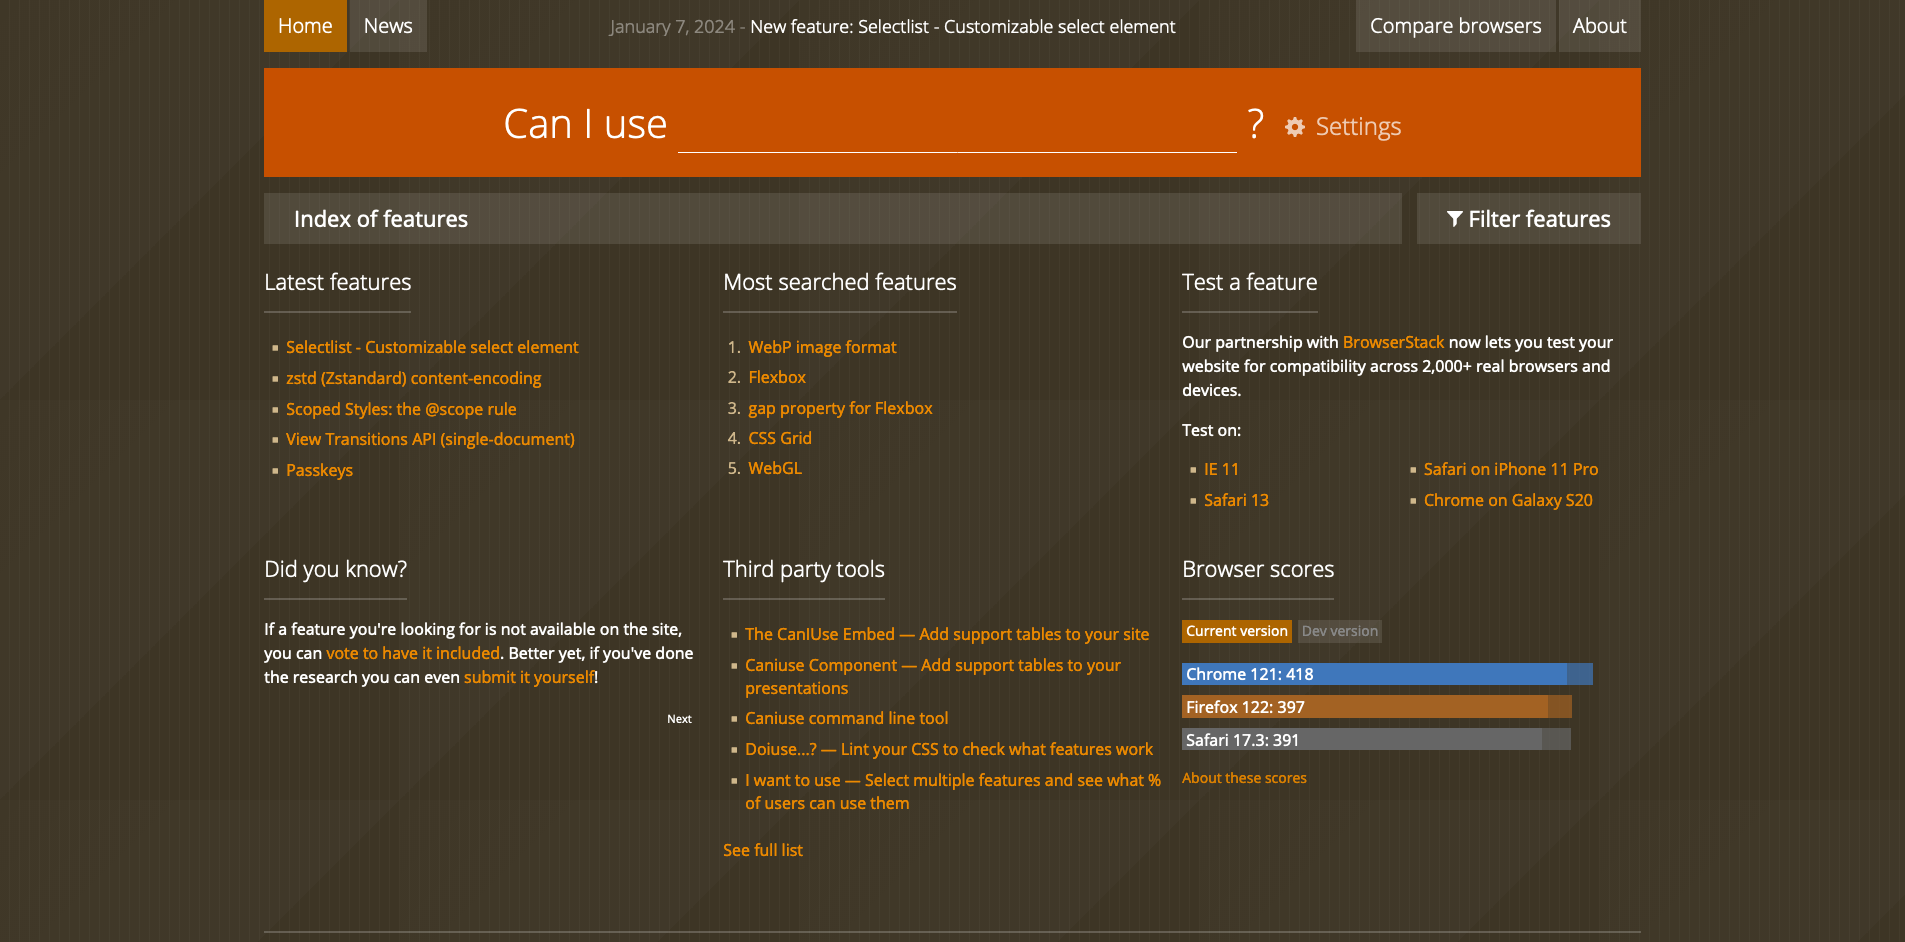 Home
News
January 7, 2024 - New feature: Selectlist - Customizable select element
Compare browsers
About
Can I use
?
Settings
Index of features
Filter features
Latest features
Selectlist - Customizable select element
zstd (Zstandard) content-encoding
Scoped Styles: the @scope rule
View Transitions API (single-document)
Passkeys
Most searched features
1. WebP image format
2. Flexbox
3. gap property for Flexbox
4. CSS Grid
5. WebGL
Test a feature
Our partnership with BrowserStack now lets you test your
website for compatibility across 2,000+ real browsers and
devices.
Test on:
IE 11
Safari 13
Safari on iPhone 11 Pro
Chrome on Galaxy S20
Did you know?
If a feature you're looking for is not available on the site,
you can vote to have it included. Better yet, if you've done
the research you can even submit it yourself!
Next
Third party tools
The CanIUse Embed — Add support tables to your site
Caniuse Component — Add support tables to your
presentations
Caniuse command line tool
Doiuse...? — Lint your CSS to check what features work
I want to use — Select multiple features and see what %
of users can use them
See full list
Browser scores
Current version
Dev version
Chrome 121: 418
Firefox 122: 397
Safari 17.3: 391
About these scores